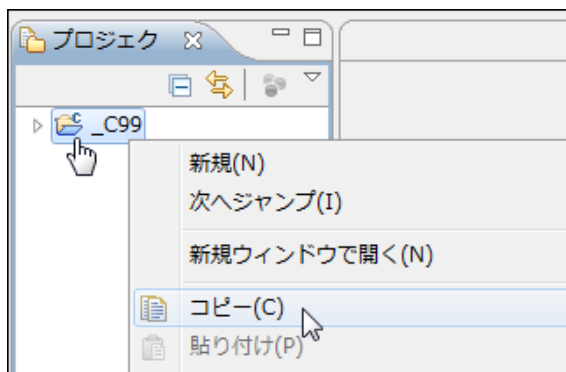 プロジェク
_C99
新規(N)
次へジャンプ(I)
新規ウィンドウで開く(N)
コピー(C)
貼り付け(P)